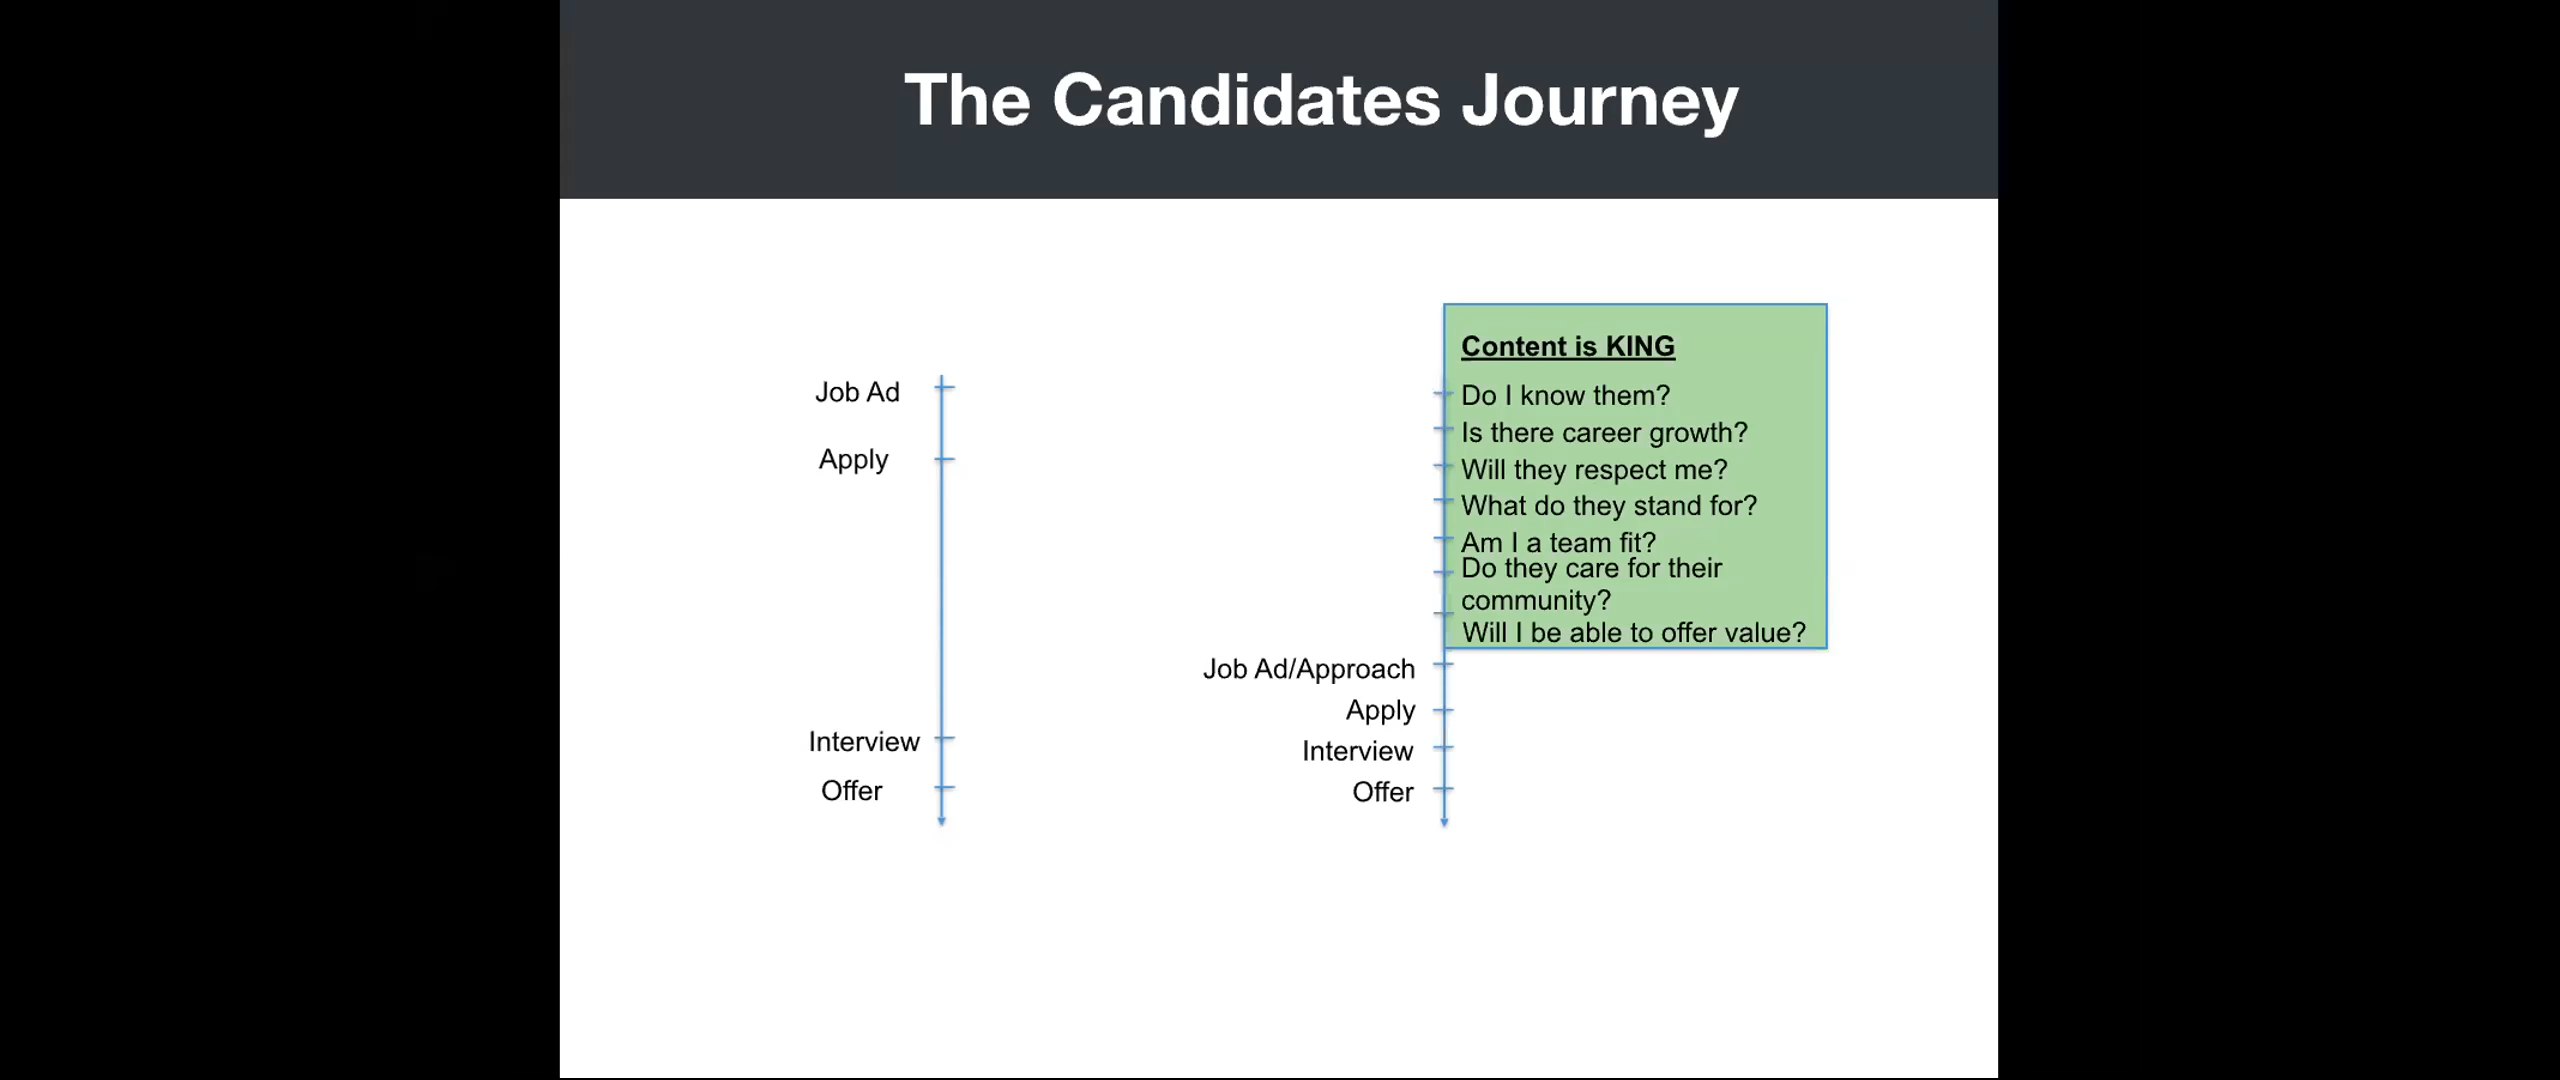 The Candidates Journey
Job Ad
Apply
Interview
Offer
Content is KING
Do I know them?
Is there career growth?
Will they respect me?
What do they stand for?
Am I a team fit?
Do they care for their
community?
Will I be able to offer value?
Job Ad/Approach
Apply
Interview
Offer